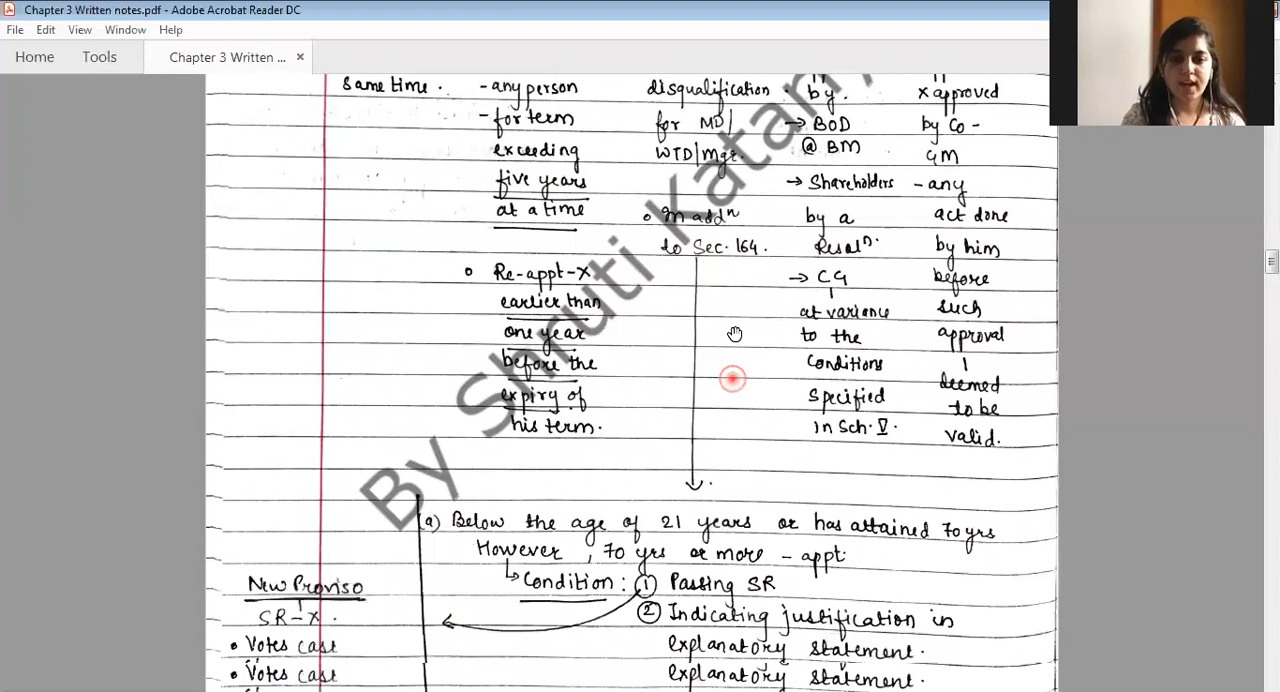 Chapter 3 Written notes.pdf - Adobe Acrobat Reader DC
File Edit View Window Help
Home Tools Chapter 3 Written ... ×
same time.
- any person
- for term
exceeding
five years
at a time
• Re-appt-X
earlier than
one year
before the
expiry of
his term.
disqualification
for MD/
WTD/Mgr.
• In addn
to Sec. 164.
by
→ BOD
@ BM
→ Shareholders
by a
Resoln.
→ CG
at variance
to the
Conditions
Specified
in Sch. V.
x approved
by Co-
GM
- any
act done
by him
before
such
approval
deemed
to be
valid.
By Shruti
(a) Below the age of 21 years or has attained 70 yrs
However, 70 yrs or more - appt
Condition: ① Passing SR
② Indicating justification in
explanatory statement.
explanatory statement.
New Proviso
SR-X.
• Votes cast
• Votes cast